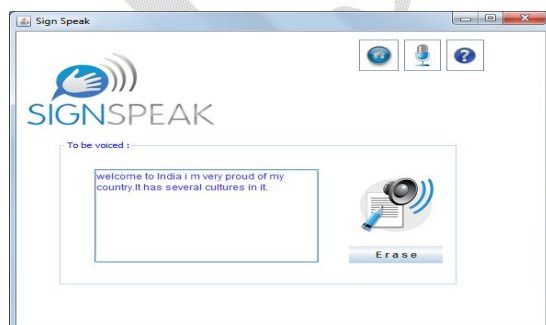 Sign Speak
SIGNSPEAK
To be voiced :
welcome to India i m very proud of my
country.It has several cultures in it.
Erase